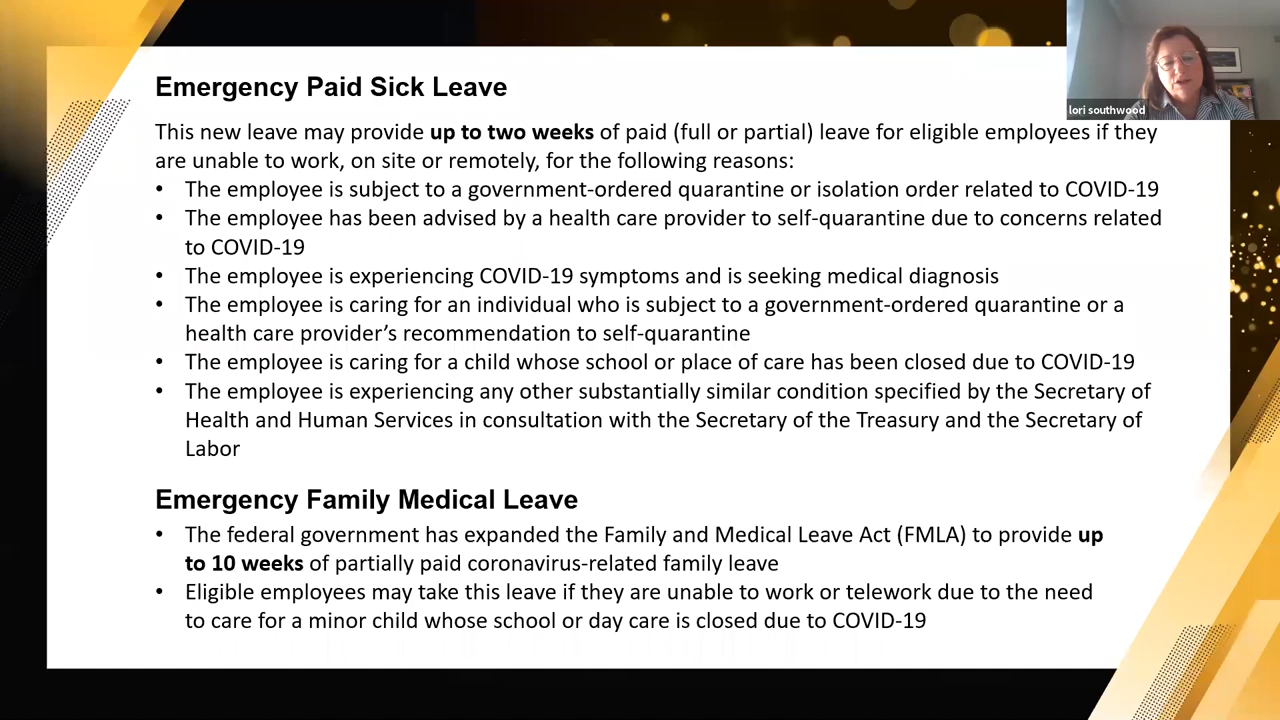 Emergency Paid Sick Leave
lori southwood
This new leave may provide up to two weeks of paid (full or partial) leave for eligible employees if they
are unable to work, on site or remotely, for the following reasons:
• The employee is subject to a government-ordered quarantine or isolation order related to COVID-19
• The employee has been advised by a health care provider to self-quarantine due to concerns related
to COVID-19
• The employee is experiencing COVID-19 symptoms and is seeking medical diagnosis
• The employee is caring for an individual who is subject to a government-ordered quarantine or a
health care provider’s recommendation to self-quarantine
• The employee is caring for a child whose school or place of care has been closed due to COVID-19
• The employee is experiencing any other substantially similar condition specified by the Secretary of
Health and Human Services in consultation with the Secretary of the Treasury and the Secretary of
Labor
Emergency Family Medical Leave
• The federal government has expanded the Family and Medical Leave Act (FMLA) to provide up
to 10 weeks of partially paid coronavirus-related family leave
• Eligible employees may take this leave if they are unable to work or telework due to the need
to care for a minor child whose school or day care is closed due to COVID-19